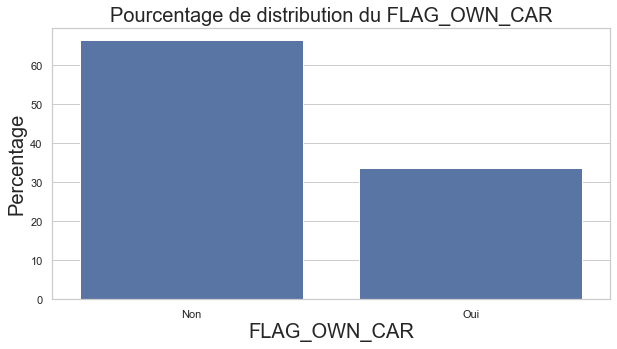 Pourcentage de distribution du FLAG_OWN_CAR
Percentage
60
50
40
30
20
10
0
Non Oui
FLAG_OWN_CAR